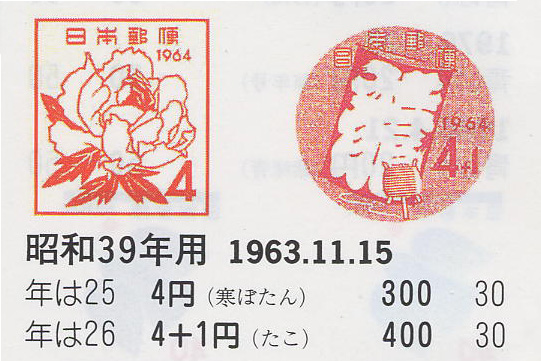 日本郵便
1964
4
日本郵便
1964
4+1
昭和39年用 1963.11.15
年は25 4円(寒ぼたん) 300 30
年は26 4+1円(たこ) 400 30